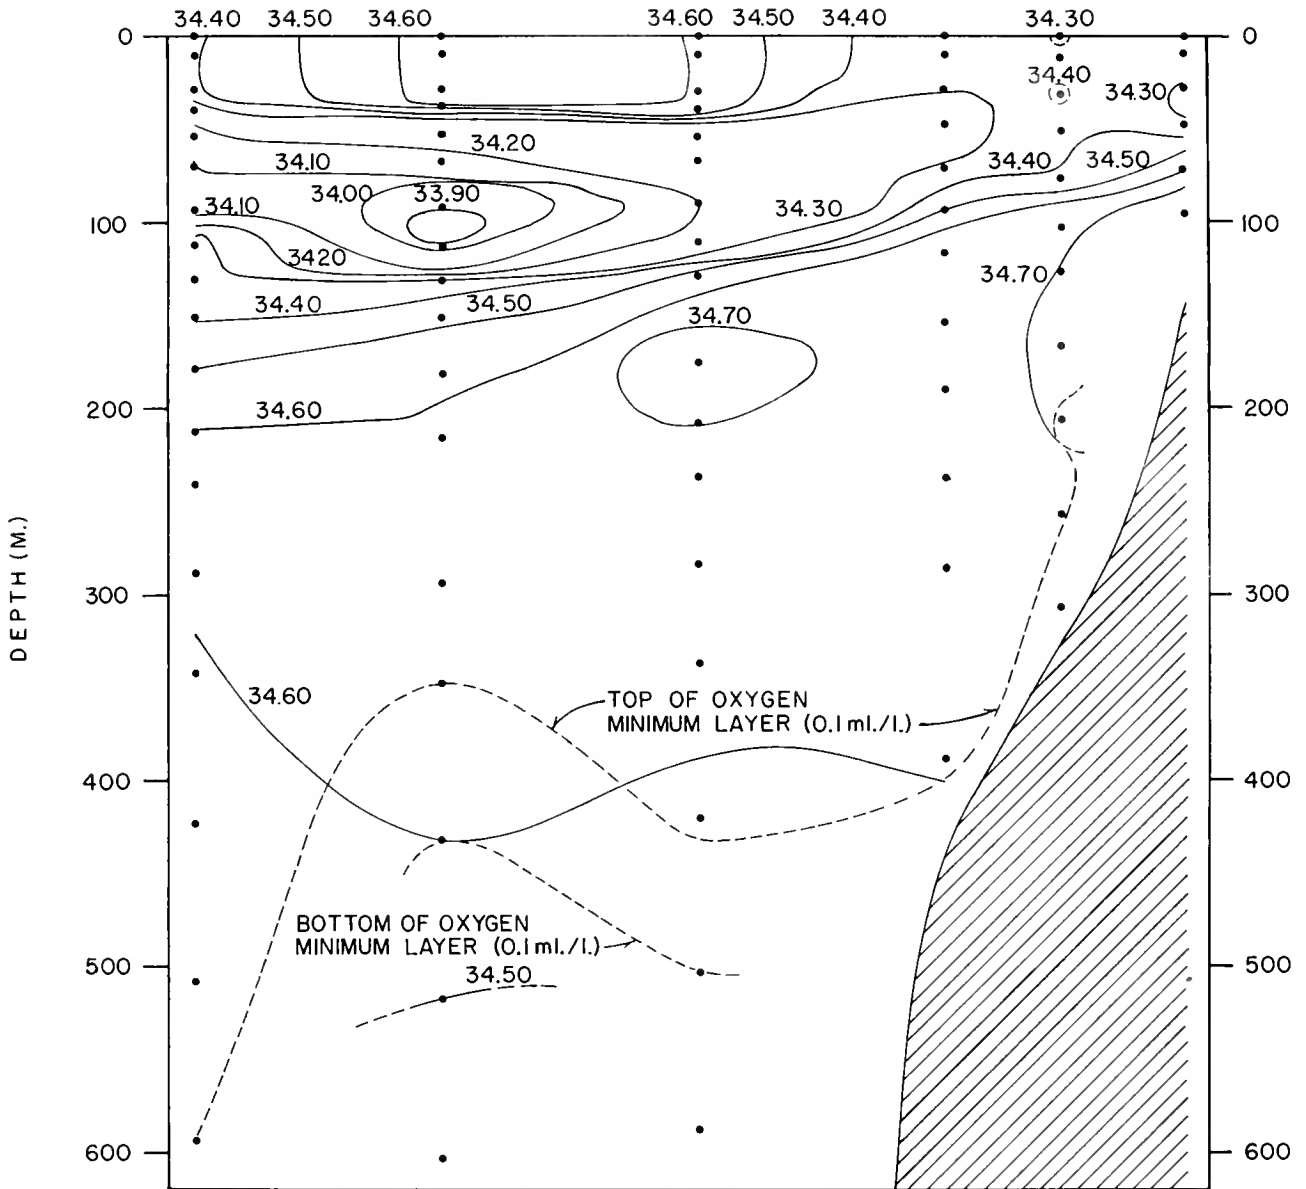 34.40 34.50 34.60 34.60 34.50 34.40 34.30
0 0
34.40
34.30
34.20
34.10 34.40 34.50
34.00 33.90
34.10 34.30
100 100
3420
34.70
34.40 34.50
34.70
200 34.60 200
DEPTH (M.)
300 300
34.60
TOP OF OXYGEN
MINIMUM LAYER (0.1 ml./l.)
400 400
BOTTOM OF OXYGEN
MINIMUM LAYER (0.1 ml./l.)
34.50
500 500
600 600